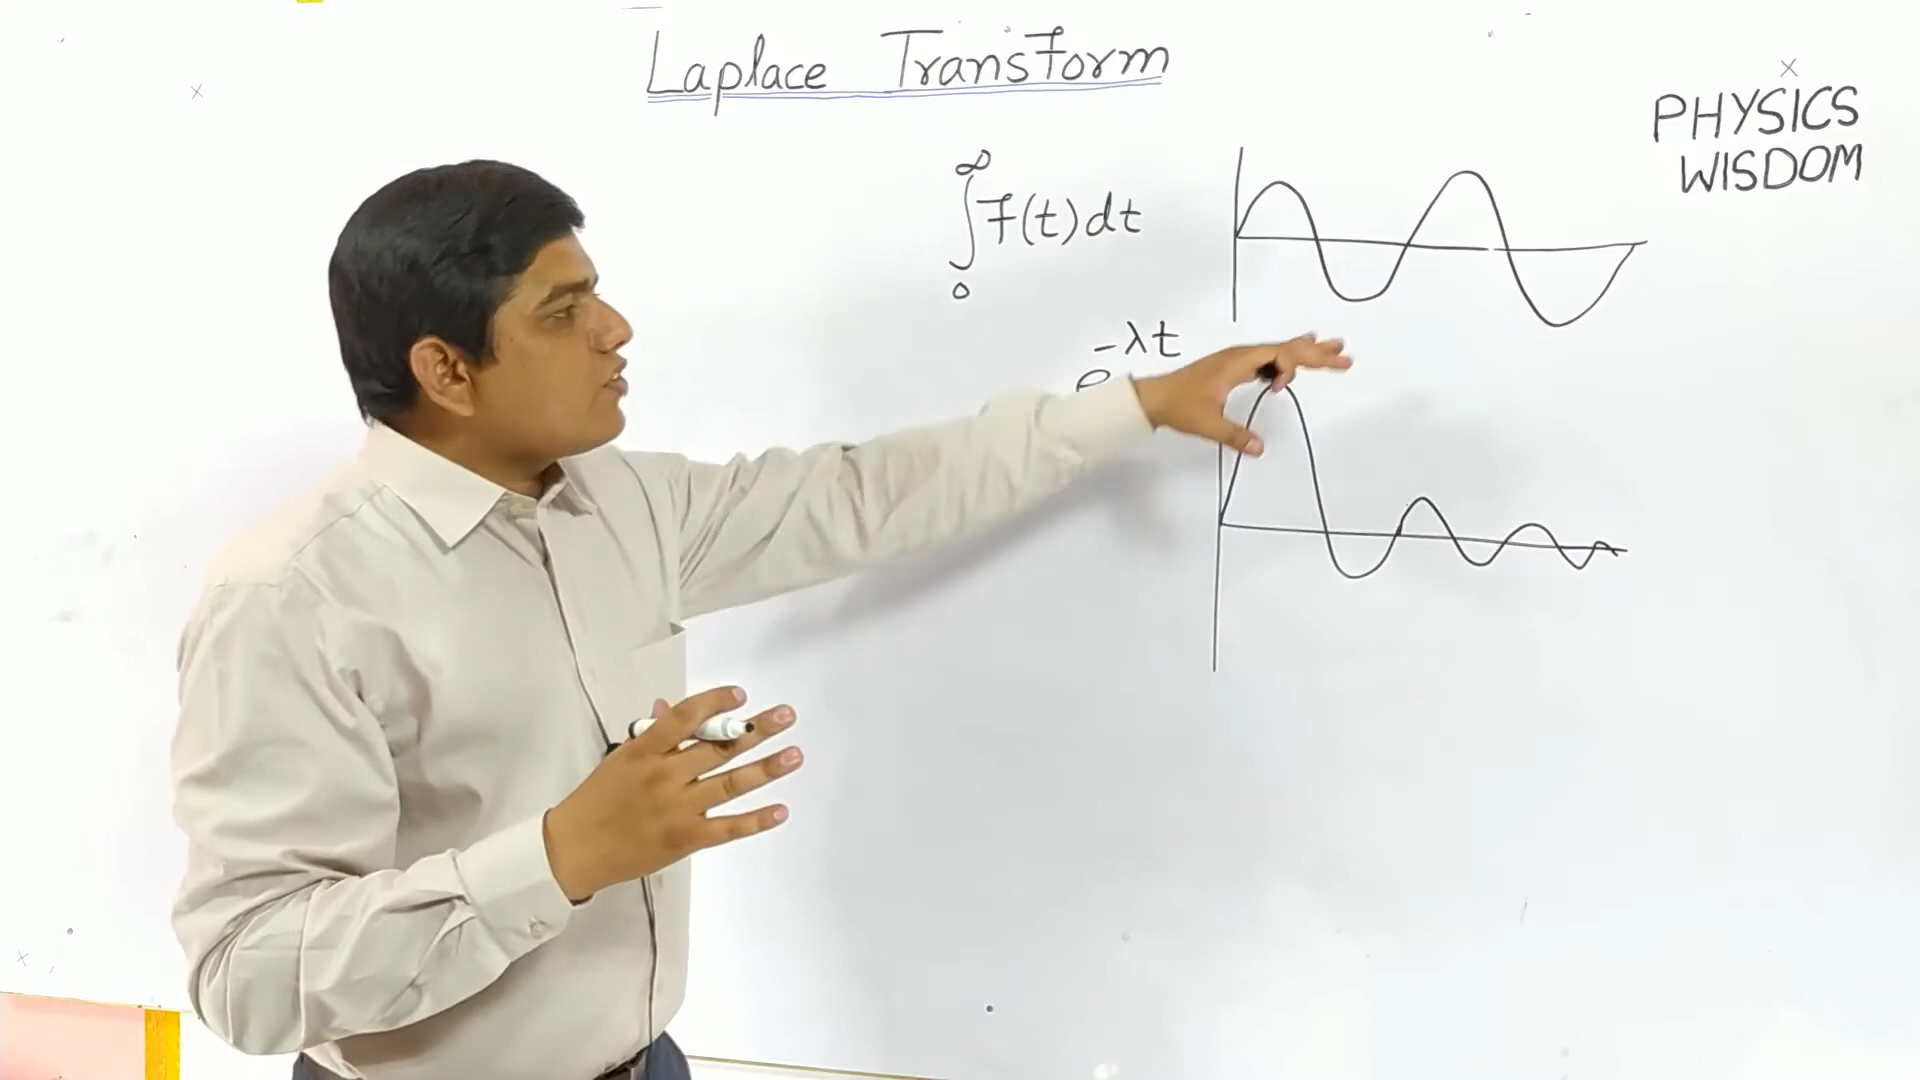 Laplace Transform
PHYSICS
WISDOM
∞
∫F(t)dt
0
-λt
e